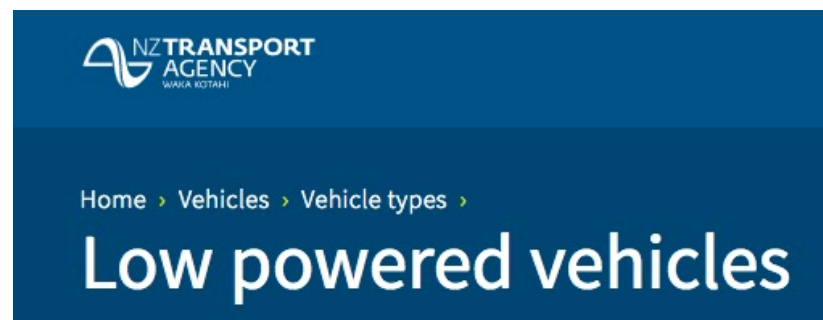 NZ TRANSPORT
AGENCY
WAKA KOTAHI
Home › Vehicles › Vehicle types ›
Low powered vehicles